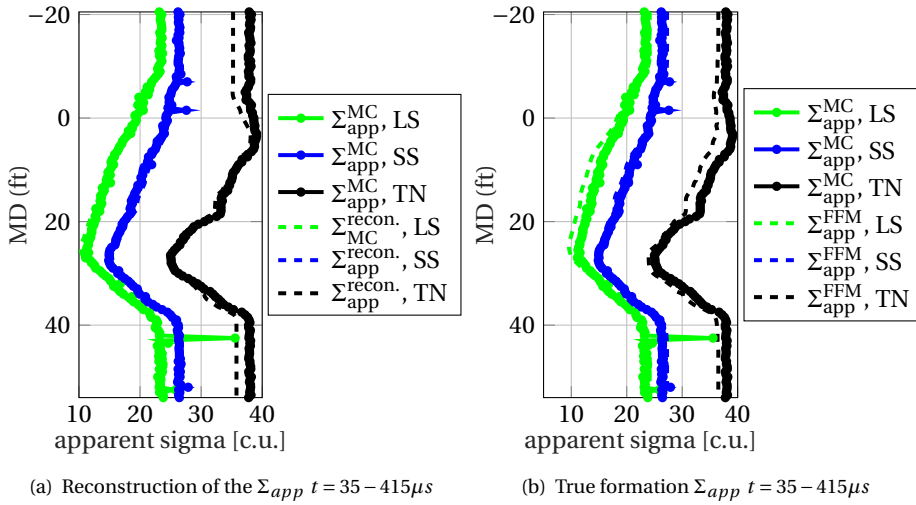 −20
0
20
40
MD (ft)
10 20 30 40
apparent sigma [c.u.]
Σ^MC_app, LS
Σ^MC_app, SS
Σ^MC_app, TN
Σ^recon._MC, LS
Σ^recon._app, SS
Σ^recon._app, TN
(a) Reconstruction of the Σ_app t = 35 − 415μs
−20
0
20
40
MD (ft)
10 20 30 40
apparent sigma [c.u.]
Σ^MC_app, LS
Σ^MC_app, SS
Σ^MC_app, TN
Σ^FFM_app, LS
Σ^FFM_app, SS
Σ^FFM_app, TN
(b) True formation Σ_app t = 35 − 415μs